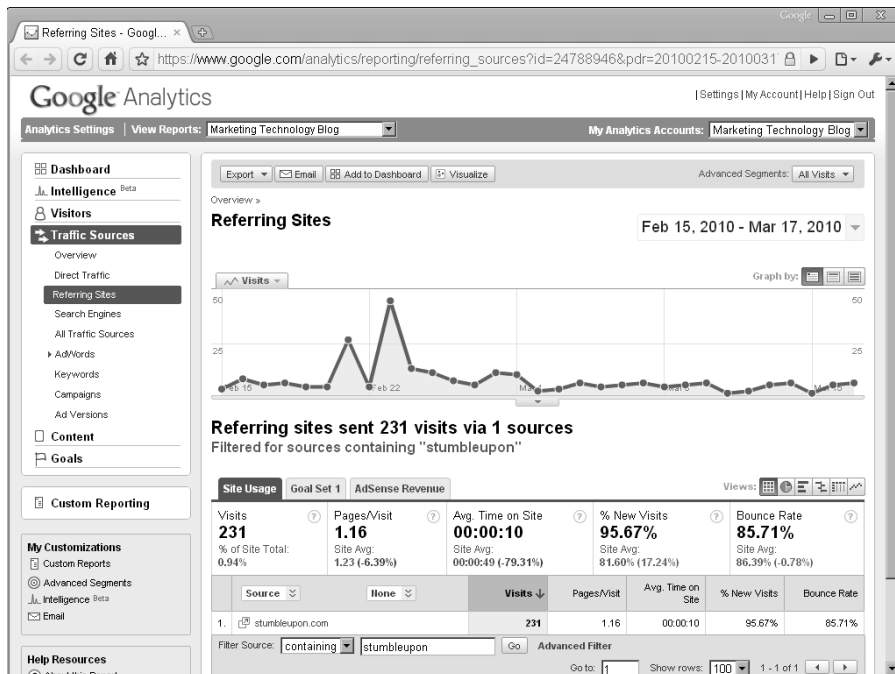 Google
Referring Sites - Googl...
https://www.google.com/analytics/reporting/referring_sources?id=24788946&pdr=20100215-20100317
Google Analytics
| Settings | My Account | Help | Sign Out
Analytics Settings | View Reports: Marketing Technology Blog
My Analytics Accounts: Marketing Technology Blog
Dashboard
Intelligence Beta
Visitors
Traffic Sources
Overview
Direct Traffic
Referring Sites
Search Engines
All Traffic Sources
AdWords
Keywords
Campaigns
Ad Versions
Content
Goals
Custom Reporting
My Customizations
Custom Reports
Advanced Segments
Intelligence Beta
Email
Help Resources
About this Report
Export Email Add to Dashboard Visualize
Advanced Segments: All Visits
Overview »
Referring Sites
Feb 15, 2010 - Mar 17, 2010
Visits
Graph by:
50 50
25 25
Feb 15 Feb 22
Referring sites sent 231 visits via 1 sources
Filtered for sources containing "stumbleupon"
Site Usage Goal Set 1 AdSense Revenue
Views:
Visits ? Pages/Visit ? Avg. Time on Site ? % New Visits ? Bounce Rate ?
231 1.16 00:00:10 95.67% 85.71%
% of Site Total: Site Avg: Site Avg: Site Avg: Site Avg:
0.94% 1.23 (-6.39%) 00:00:49 (-79.31%) 81.60% (17.24%) 86.39% (-0.78%)
Source None Visits Pages/Visit Avg. Time on Site % New Visits Bounce Rate
1. stumbleupon.com 231 1.16 00:00:10 95.67% 85.71%
Filter Source: containing stumbleupon Go Advanced Filter
Go to: 1 Show rows: 100 1 - 1 of 1